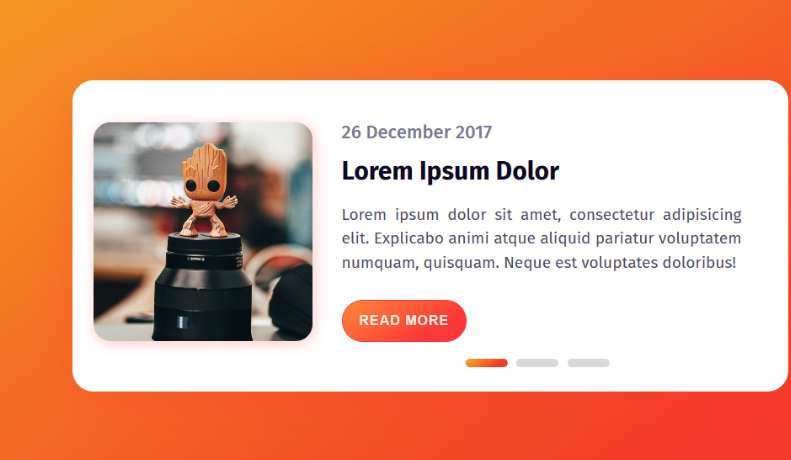 26 December 2017
Lorem Ipsum Dolor
Lorem ipsum dolor sit amet, consectetur adipisicing
elit. Explicabo animi atque aliquid pariatur voluptatem
numquam, quisquam. Neque est voluptates doloribus!
READ MORE